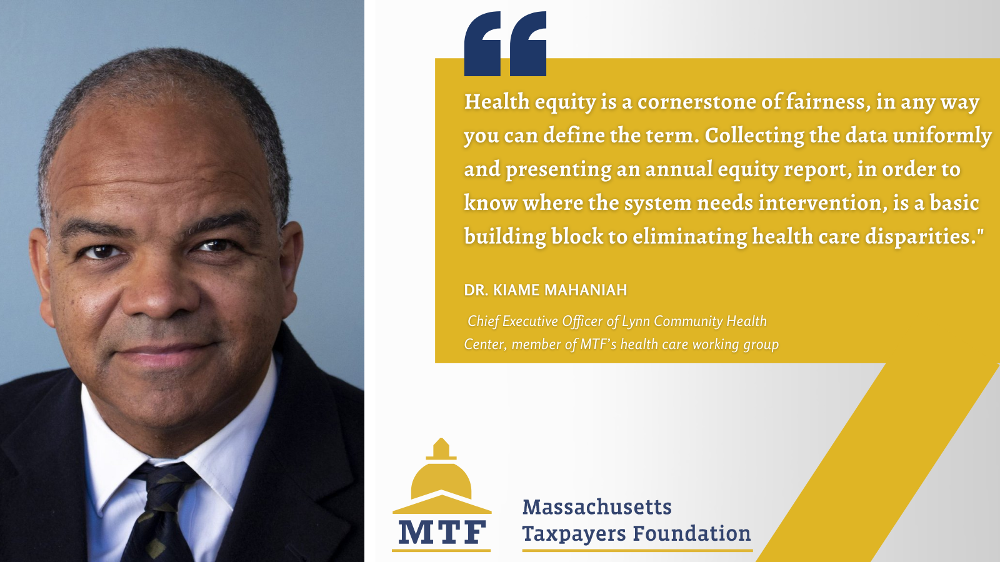 “
Health equity is a cornerstone of fairness, in any way
you can define the term. Collecting the data uniformly
and presenting an annual equity report, in order to
know where the system needs intervention, is a basic
building block to eliminating health care disparities."
DR. KIAME MAHANIAH
Chief Executive Officer of Lynn Community Health
Center, member of MTF’s health care working group
MTF
Massachusetts
Taxpayers Foundation